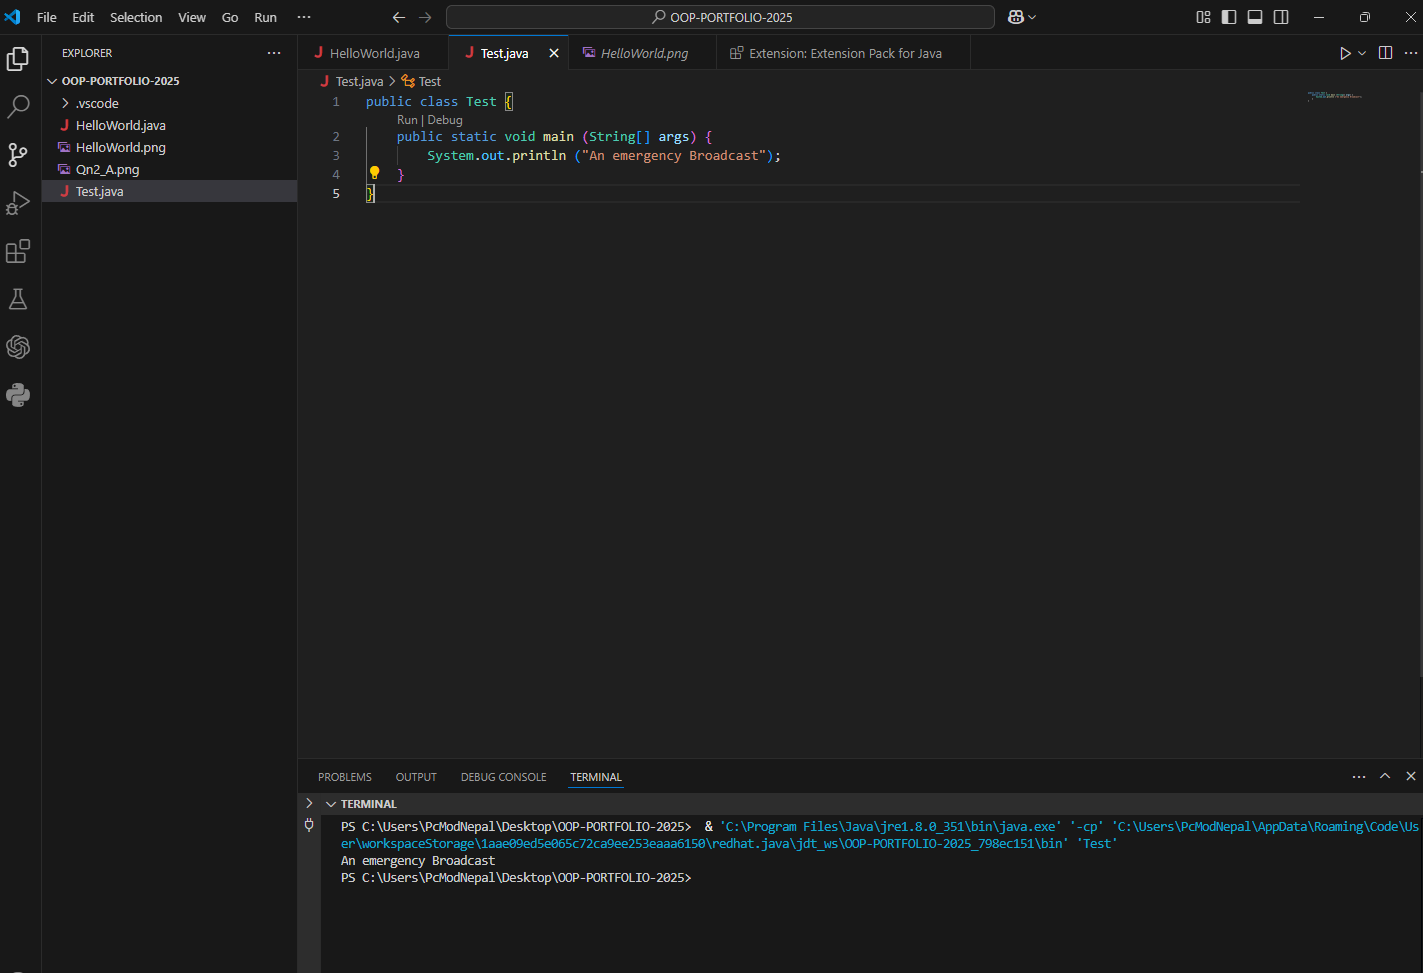 File Edit Selection View Go Run ···
OOP-PORTFOLIO-2025
EXPLORER ···
OOP-PORTFOLIO-2025
.vscode
HelloWorld.java
HelloWorld.png
Qn2_A.png
Test.java
HelloWorld.java Test.java HelloWorld.png Extension: Extension Pack for Java
Test.java > Test
1 public class Test {
Run | Debug
2 public static void main (String[] args) {
3 System.out.println ("An emergency Broadcast");
4 }
5 }
PROBLEMS OUTPUT DEBUG CONSOLE TERMINAL
TERMINAL
PS C:\Users\PcModNepal\Desktop\OOP-PORTFOLIO-2025> & 'C:\Program Files\Java\jre1.8.0_351\bin\java.exe' '-cp' 'C:\Users\PcModNepal\AppData\Roaming\Code\Us
er\workspaceStorage\1aae09ed5e065c72ca9ee253eaaa6150\redhat.java\jdt_ws\OOP-PORTFOLIO-2025_798ec151\bin' 'Test'
An emergency Broadcast
PS C:\Users\PcModNepal\Desktop\OOP-PORTFOLIO-2025>